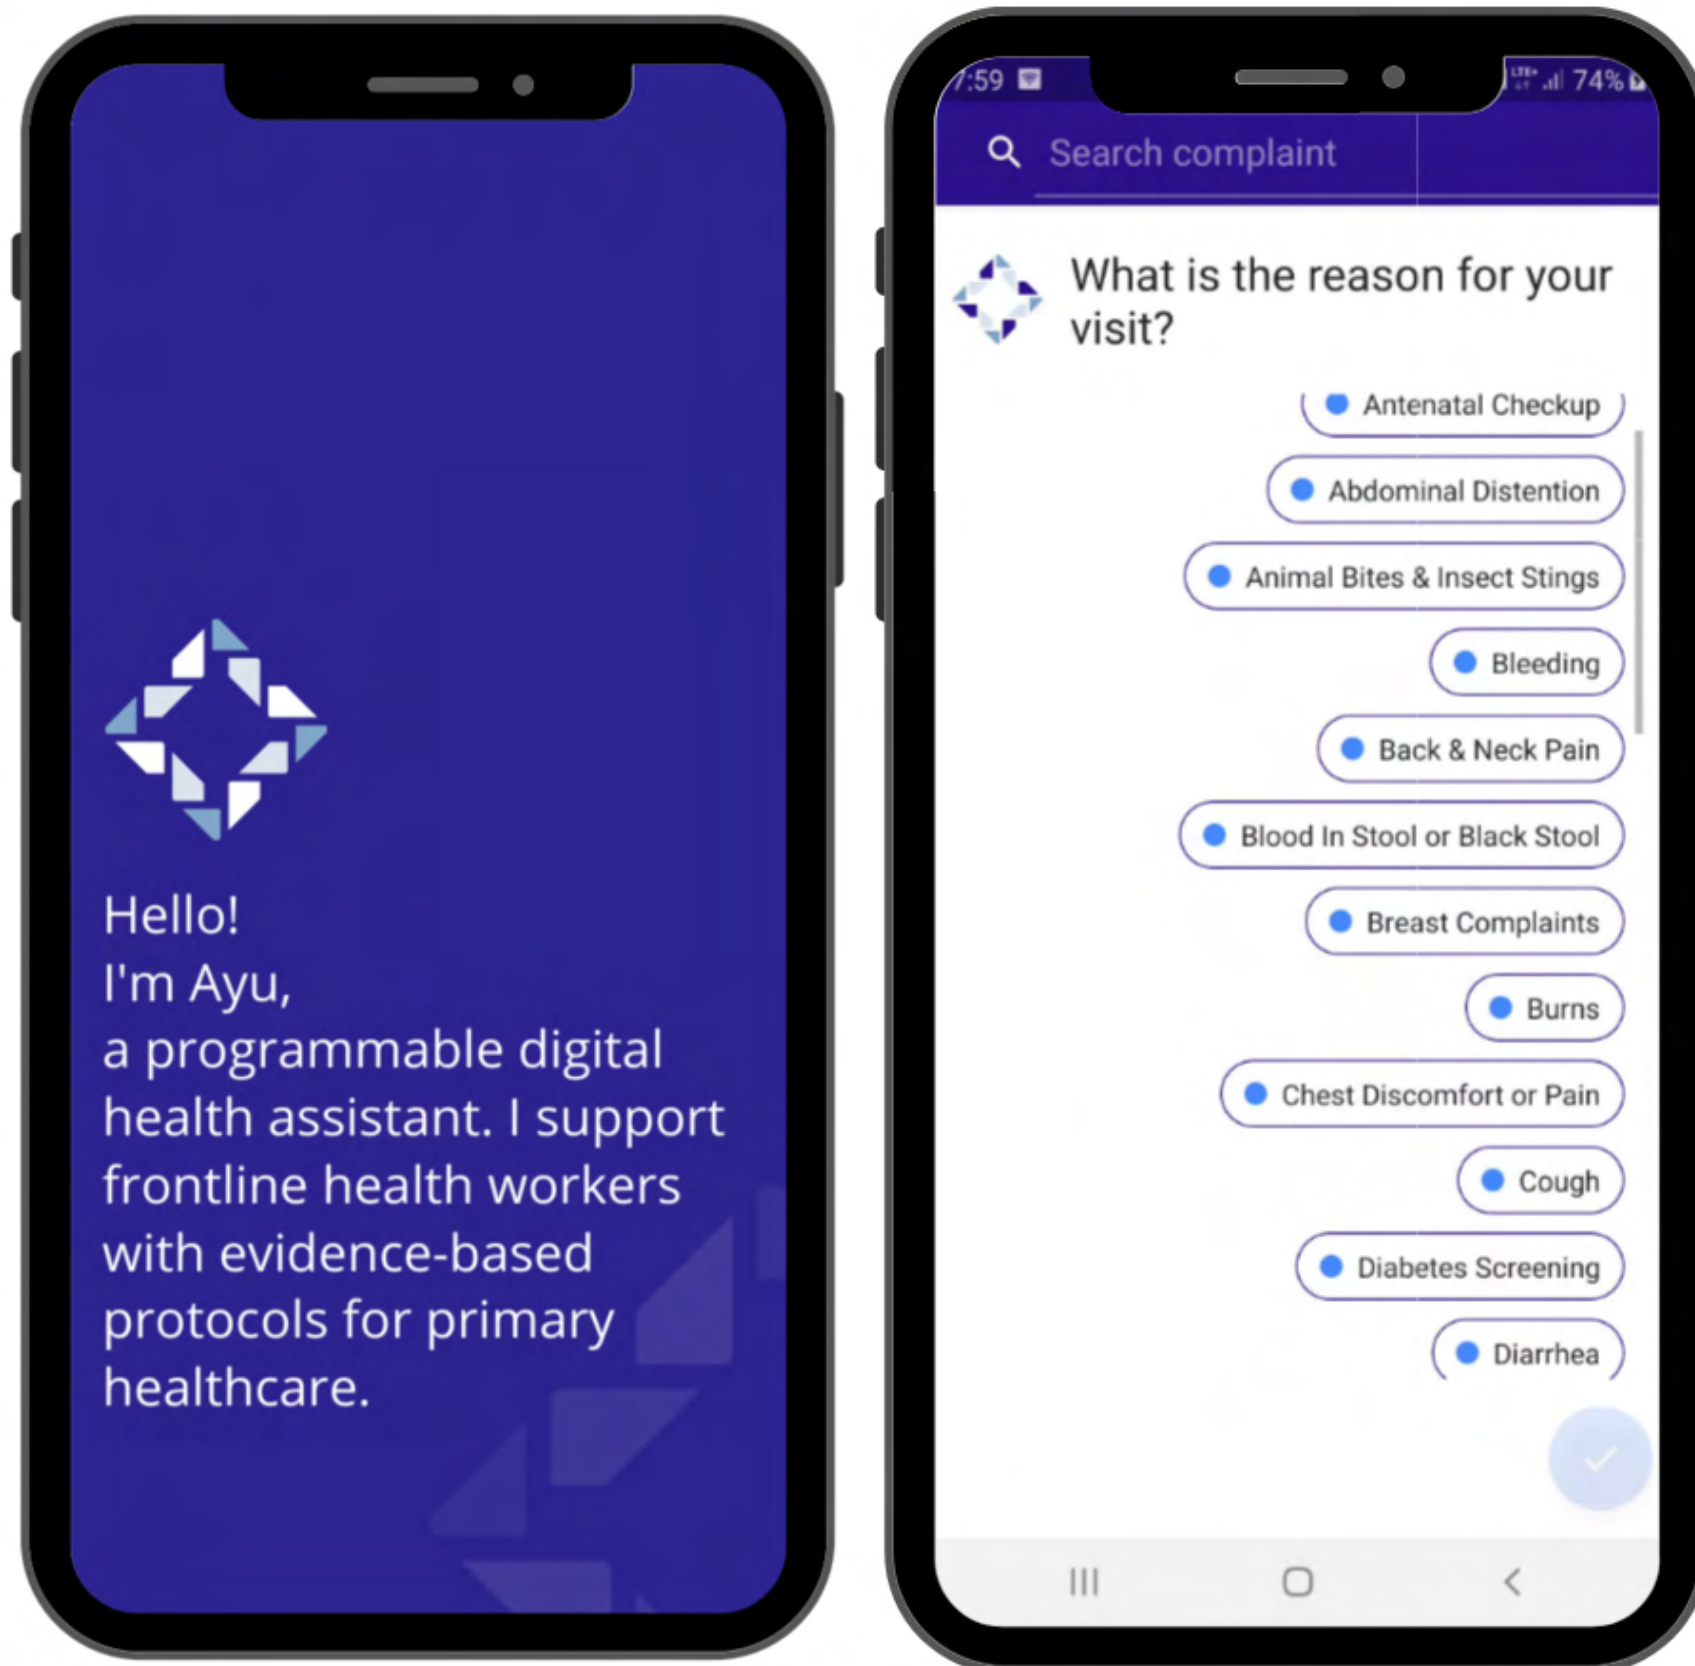 Hello!
I'm Ayu,
a programmable digital
health assistant. I support
frontline health workers
with evidence-based
protocols for primary
healthcare.
7:59
LTE+ 74%
Search complaint
What is the reason for your
visit?
Antenatal Checkup
Abdominal Distention
Animal Bites & Insect Stings
Bleeding
Back & Neck Pain
Blood In Stool or Black Stool
Breast Complaints
Burns
Chest Discomfort or Pain
Cough
Diabetes Screening
Diarrhea